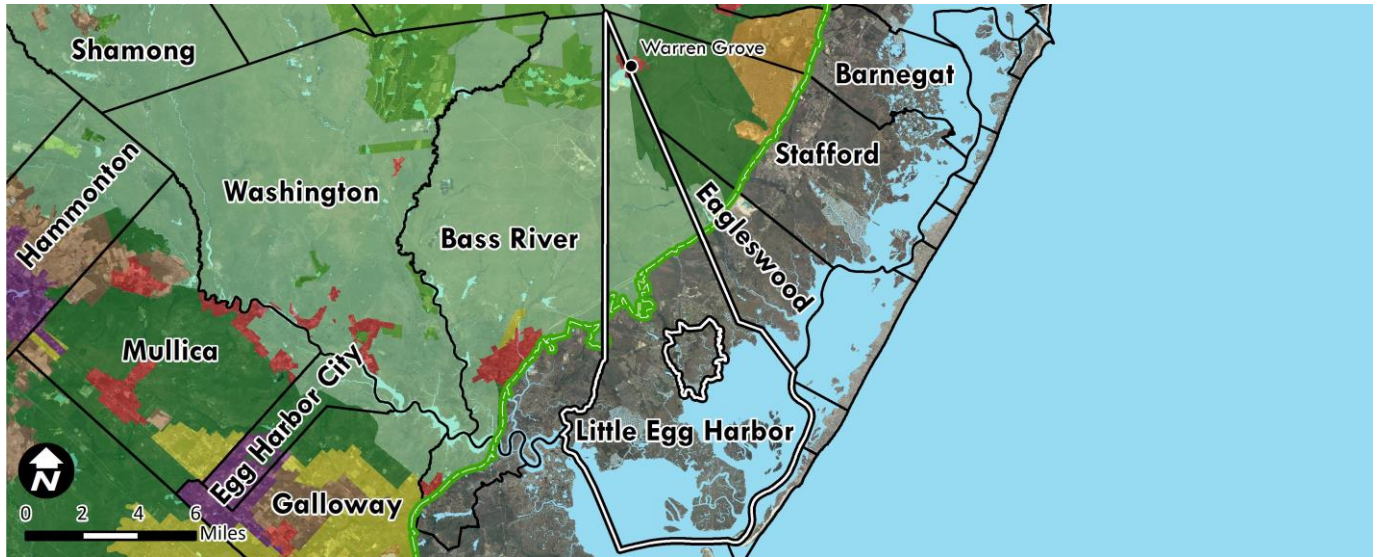 Shamong
Warren Grove
Barnegat
Stafford
Hammonton
Washington
Eagleswood
Bass River
Mullica
Egg Harbor City
Little Egg Harbor
Galloway
N
0 2 4 6
Miles